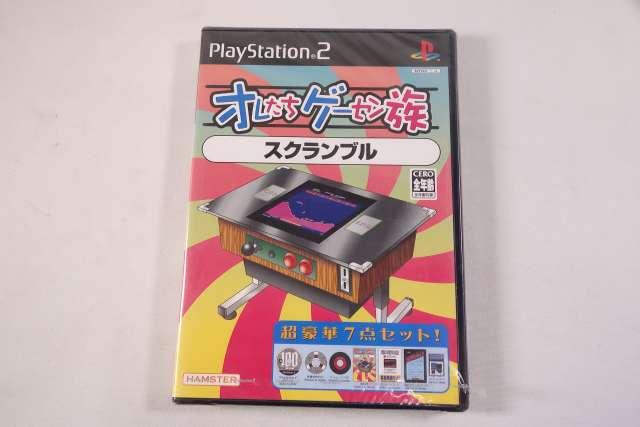 PlayStation®2
オレたちゲーセン族
スクランブル
CERO
全年齢
超豪華7点セット!
HAMSTER